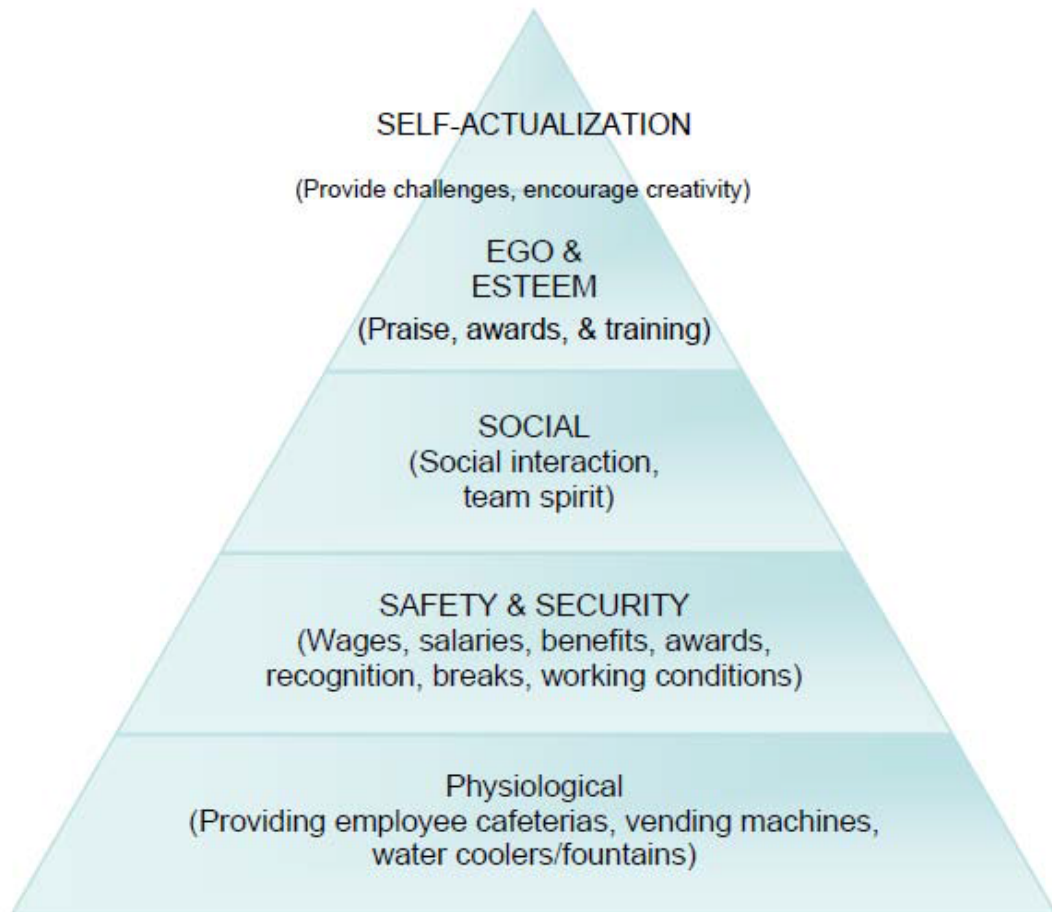 SELF-ACTUALIZATION
(Provide challenges, encourage creativity)
EGO &
ESTEEM
(Praise, awards, & training)
SOCIAL
(Social interaction,
team spirit)
SAFETY & SECURITY
(Wages, salaries, benefits, awards,
recognition, breaks, working conditions)
Physiological
(Providing employee cafeterias, vending machines,
water coolers/fountains)